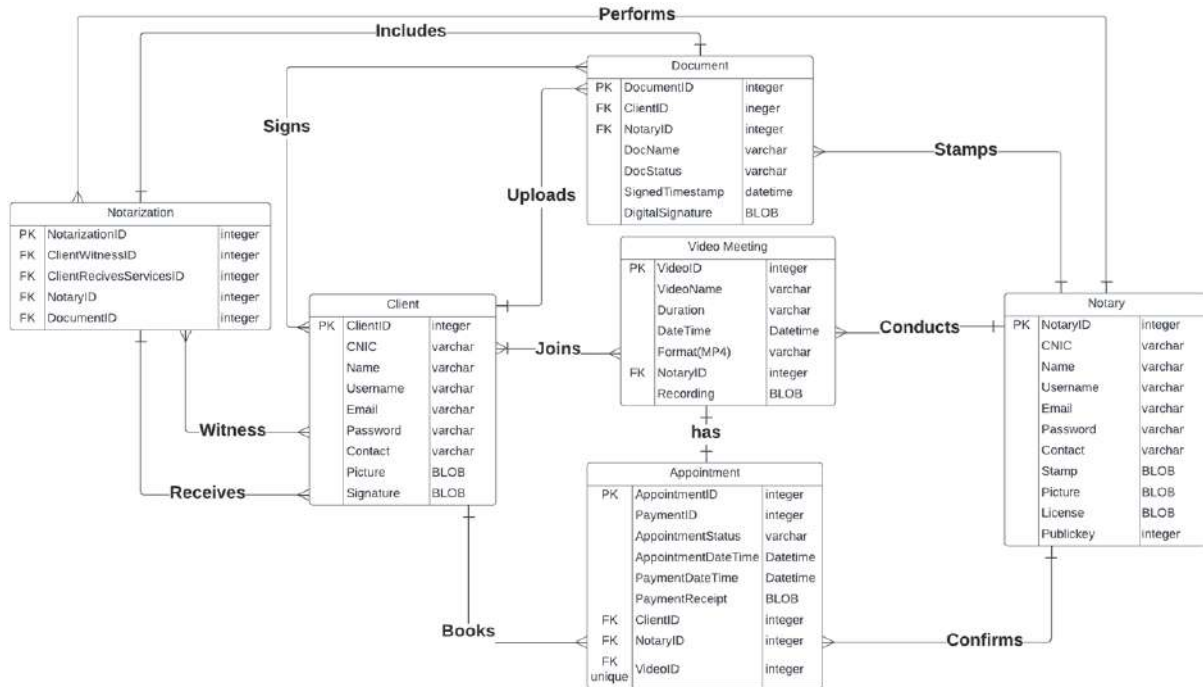 Performs
Includes
Signs
Uploads
Stamps
Document
PK DocumentID integer
FK ClientID ineger
FK NotaryID integer
DocName varchar
DocStatus varchar
SignedTimestamp datetime
DigitalSignature BLOB
Notarization
PK NotarizationID integer
FK ClientWitnessID integer
FK ClientRecivesServicesID integer
FK NotaryID integer
FK DocumentID integer
Video Meeting
PK VideoID integer
VideoName varchar
Duration varchar
DateTime Datetime
Format(MP4) varchar
FK NotaryID integer
Recording BLOB
Conducts
Joins
Client
PK ClientID integer
CNIC varchar
Name varchar
Username varchar
Email varchar
Password varchar
Contact varchar
Picture BLOB
Signature BLOB
Notary
PK NotaryID integer
CNIC varchar
Name varchar
Username varchar
Email varchar
Password varchar
Contact varchar
Stamp BLOB
Picture BLOB
License BLOB
Publickey integer
Witness
Receives
has
Appointment
PK AppointmentID integer
PaymentID integer
AppointmentStatus varchar
AppointmentDateTime Datetime
PaymentDateTime Datetime
PaymentReceipt BLOB
FK ClientID integer
FK NotaryID integer
FK unique VideoID integer
Books
Confirms